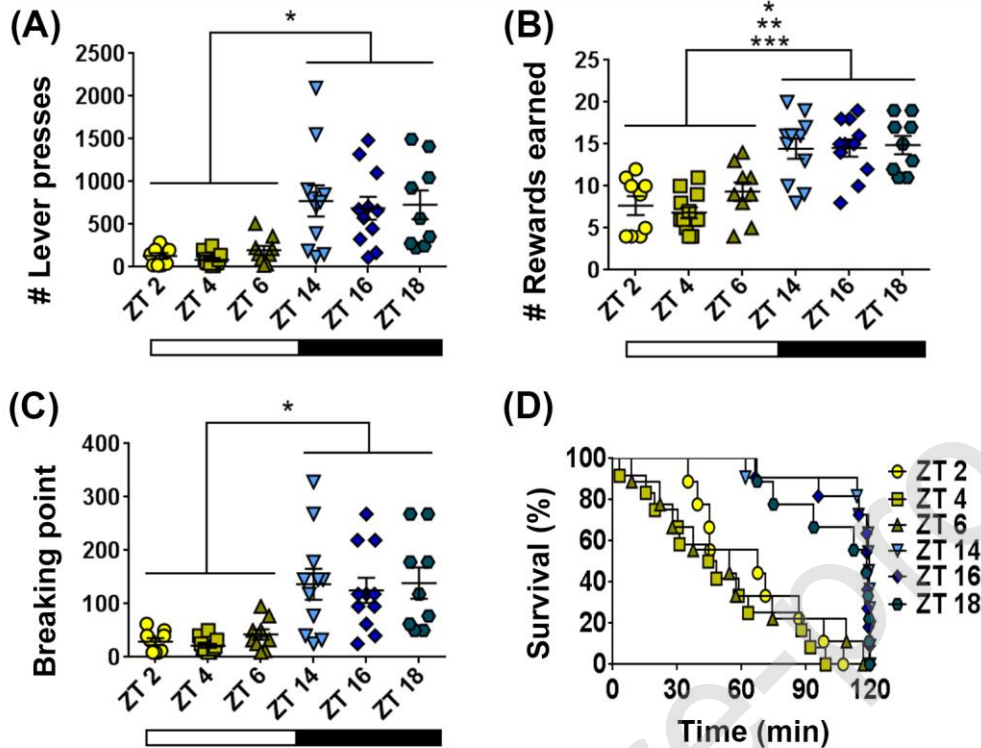 (A)
*
# Lever presses
2500
2000
1500
1000
500
0
ZT 2
ZT 4
ZT 6
ZT 14
ZT 16
ZT 18
(B)
*
**
***
# Rewards earned
25
20
15
10
5
0
ZT 2
ZT 4
ZT 6
ZT 14
ZT 16
ZT 18
(C)
*
Breaking point
400
300
200
100
0
ZT 2
ZT 4
ZT 6
ZT 14
ZT 16
ZT 18
(D)
Survival (%)
100
80
60
40
20
0
0 30 60 90 120
Time (min)
ZT 2
ZT 4
ZT 6
ZT 14
ZT 16
ZT 18